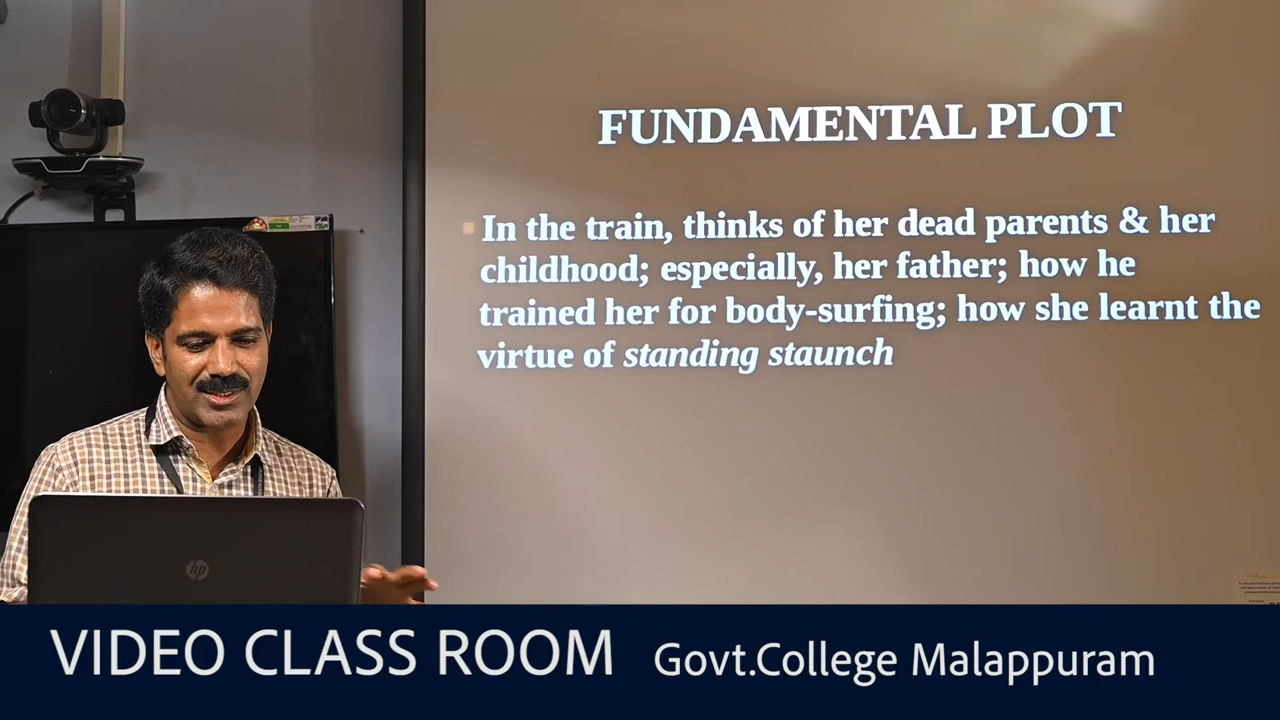 FUNDAMENTAL PLOT
In the train, thinks of her dead parents & her
childhood; especially, her father; how he
trained her for body-surfing; how she learnt the
virtue of standing staunch
hp
VIDEO CLASS ROOM Govt.College Malappuram